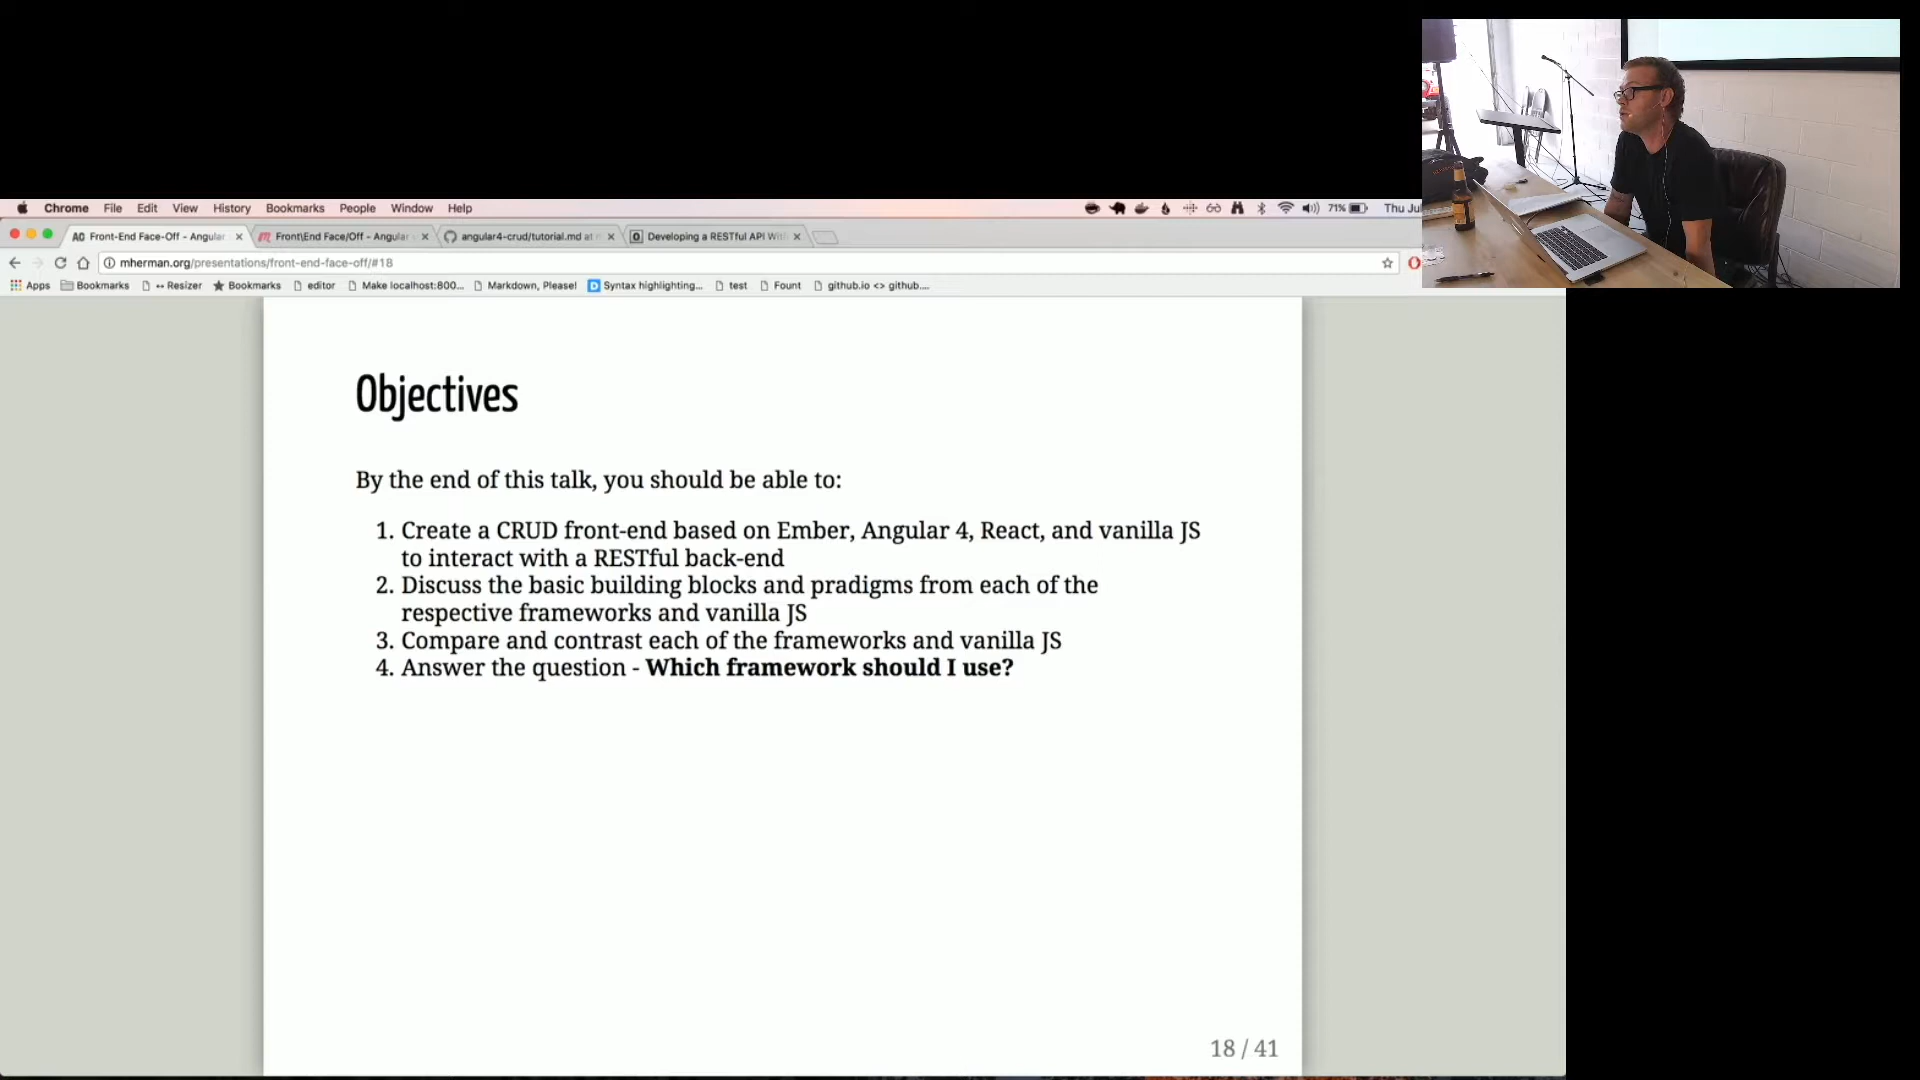 Chrome File Edit View History Bookmarks People Window Help 71% Thu Jul
Front-End Face-Off - Angular Front\End Face/Off - Angular angular4-crud/tutorial.md at Developing a RESTful API With
mherman.org/presentations/front-end-face-off/#18
Apps Bookmarks Resizer Bookmarks editor Make localhost:800... Markdown, Please! Syntax highlighting... test Fount github.io <> github....
Objectives
By the end of this talk, you should be able to:
1. Create a CRUD front-end based on Ember, Angular 4, React, and vanilla JS
to interact with a RESTful back-end
2. Discuss the basic building blocks and pradigms from each of the
respective frameworks and vanilla JS
3. Compare and contrast each of the frameworks and vanilla JS
4. Answer the question - Which framework should I use?
18 / 41